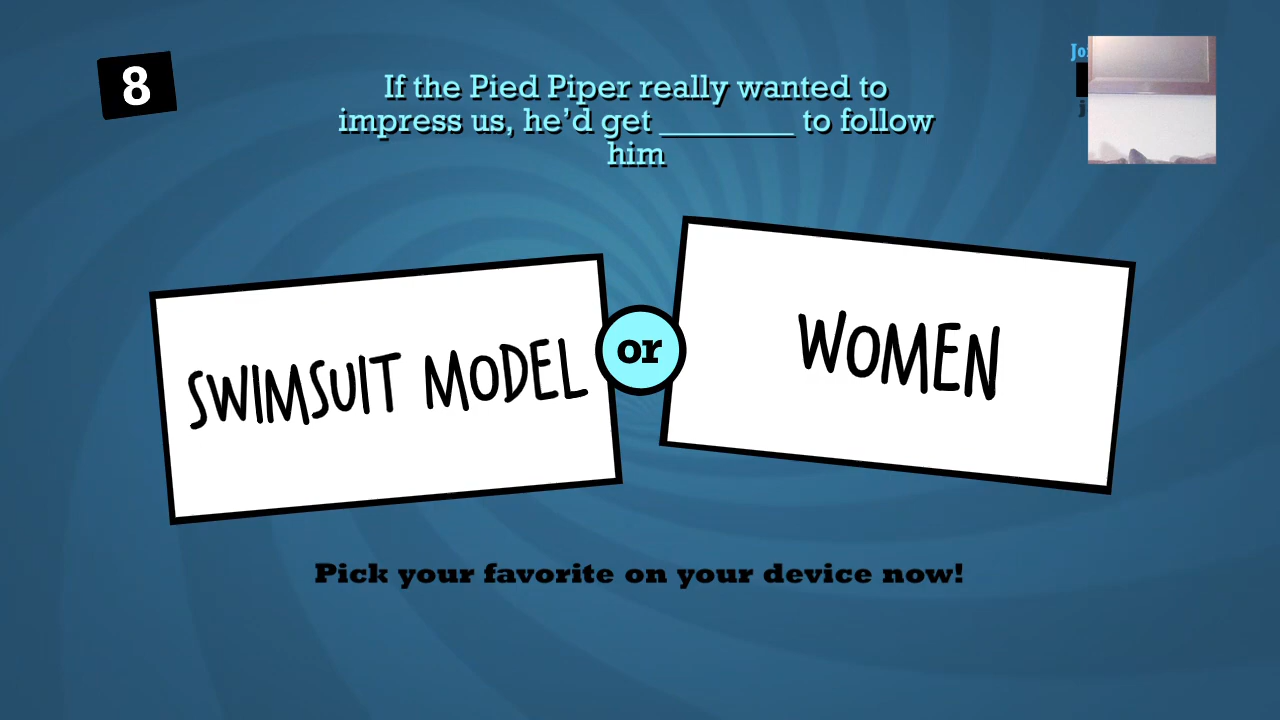 8
If the Pied Piper really wanted to
impress us, he'd get ________ to follow
him
SWIMSUIT MODEL
or
WOMEN
Pick your favorite on your device now!